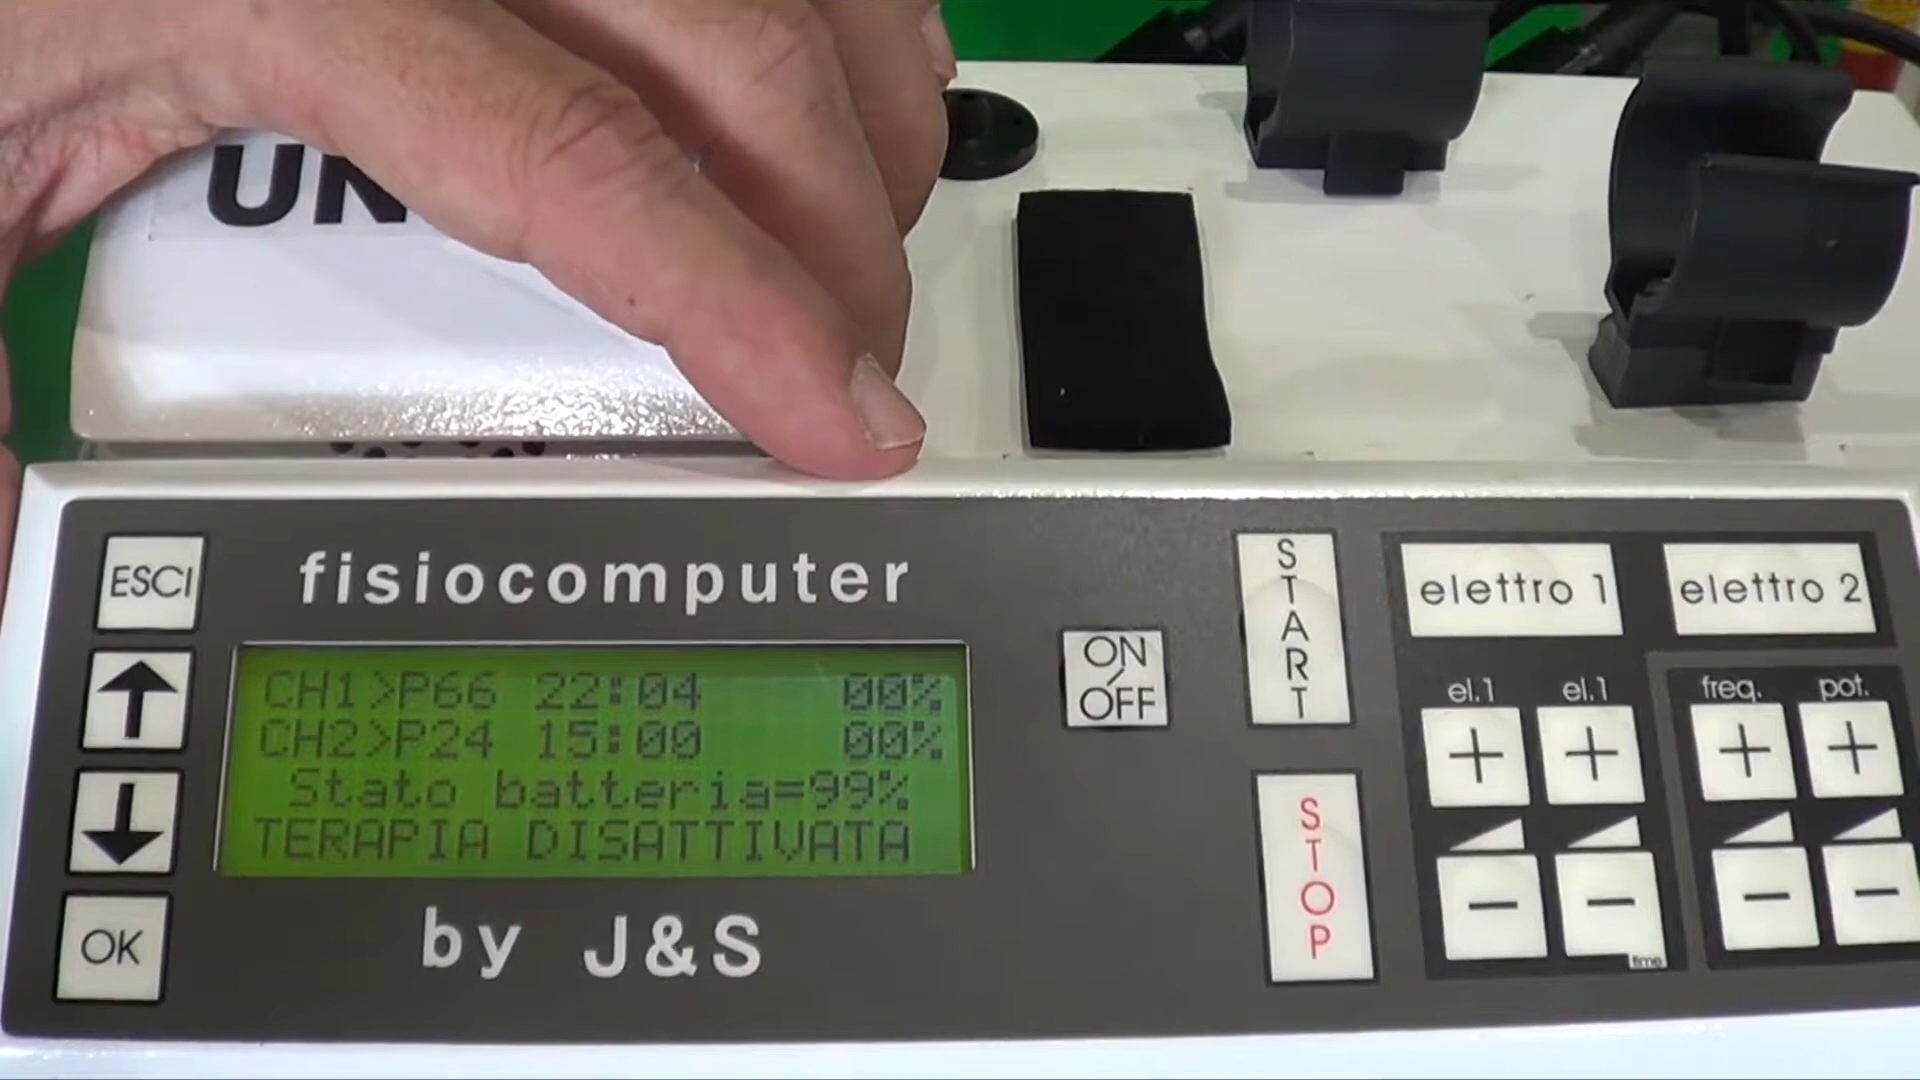 UN
ESCI
fisiocomputer
CH1>P66 22:04 00%
CH2>P24 15:00 00%
Stato batteria=99%
TERAPIA DISATTIVATA
OK
by J&S
ON/OFF
START
STOP
elettro 1
elettro 2
el.1
el.1
freq.
pot.
+
+
+
+
-
-
-
-
time